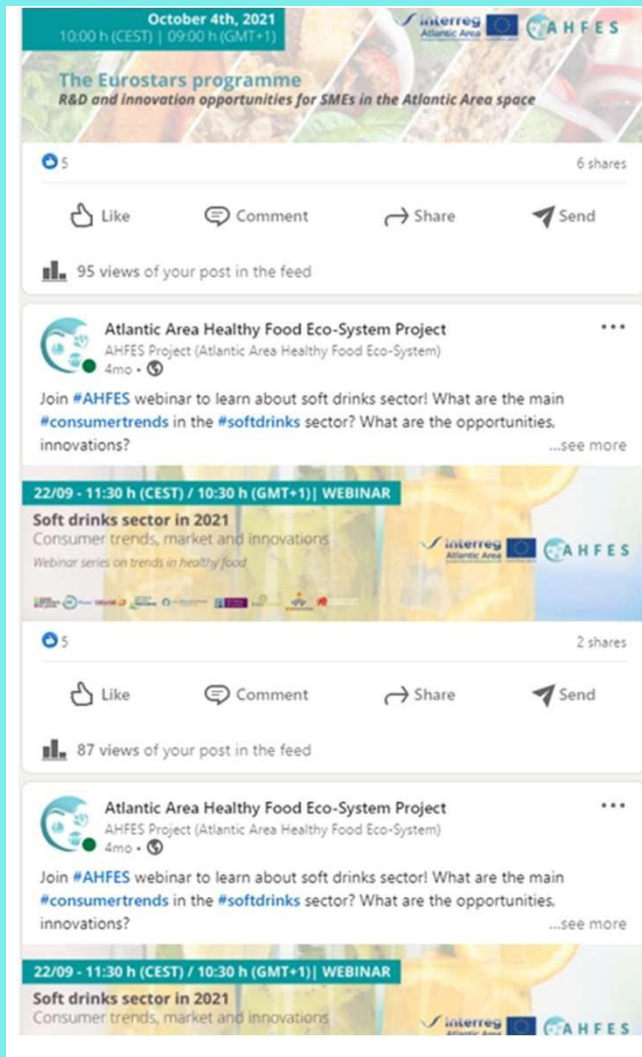 October 4th, 2021
10:00 h (CEST) | 09:00 h (GMT+1)
Interreg
Atlantic Area
AHFES
The Eurostars programme
R&D and innovation opportunities for SMEs in the Atlantic Area space
5
6 shares
Like
Comment
Share
Send
95 views of your post in the feed
Atlantic Area Healthy Food Eco-System Project
AHFES Project (Atlantic Area Healthy Food Eco-System)
4mo •
Join #AHFES webinar to learn about soft drinks sector! What are the main
#consumertrends in the #softdrinks sector? What are the opportunities,
innovations?
...see more
22/09 - 11:30 h (CEST) / 10:30 h (GMT+1)| WEBINAR
Soft drinks sector in 2021
Consumer trends, market and innovations
Webinar series on trends in healthy food
Interreg
Atlantic Area
AHFES
5
2 shares
Like
Comment
Share
Send
87 views of your post in the feed
Atlantic Area Healthy Food Eco-System Project
AHFES Project (Atlantic Area Healthy Food Eco-System)
4mo •
Join #AHFES webinar to learn about soft drinks sector! What are the main
#consumertrends in the #softdrinks sector? What are the opportunities,
innovations?
...see more
22/09 - 11:30 h (CEST) / 10:30 h (GMT+1)| WEBINAR
Soft drinks sector in 2021
Consumer trends, market and innovations
Interreg
Atlantic Area
AHFES